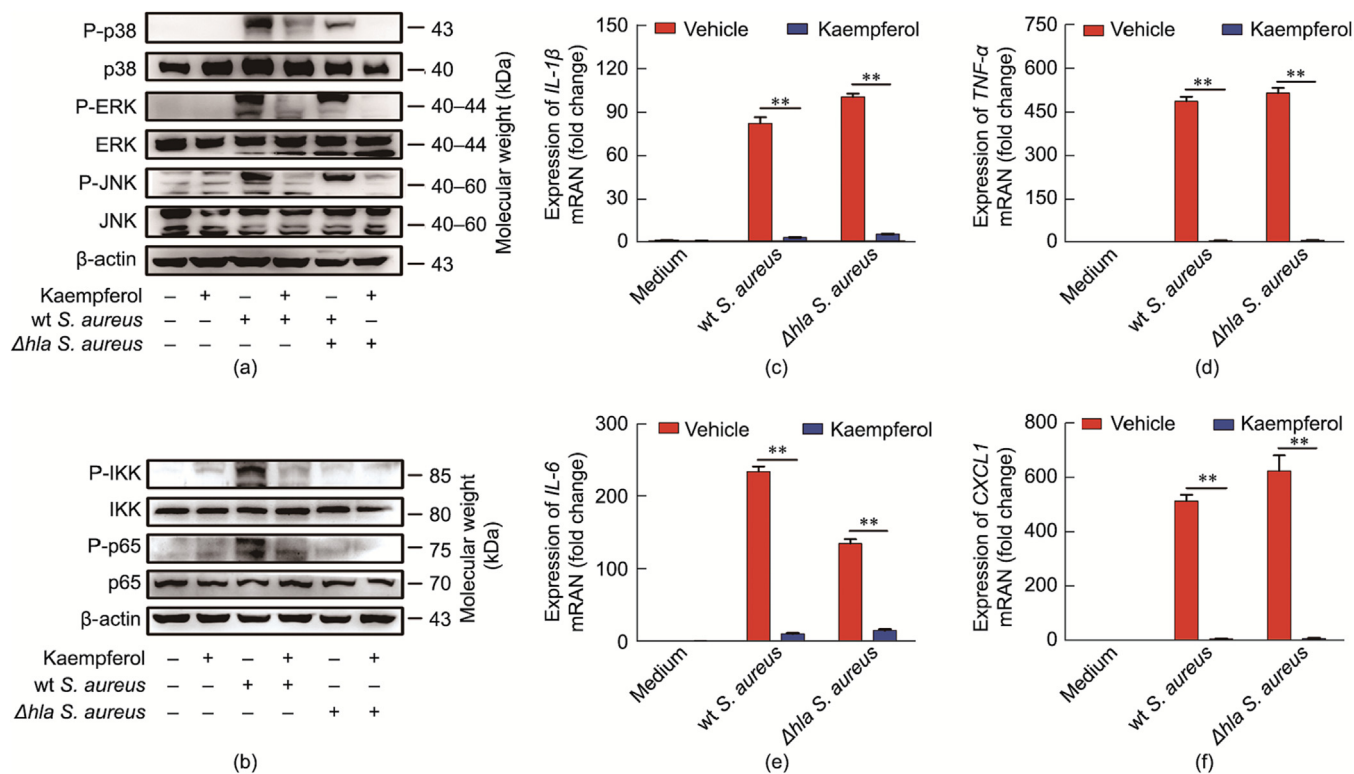 P-p38
43
p38
40
P-ERK
40–44
ERK
40–44
P-JNK
40–60
JNK
40–60
β-actin
43
Molecular weight (kDa)
Kaempferol – + – + – +
wt S. aureus – – + + + –
Δhla S. aureus – – – – + +
(a)
Vehicle Kaempferol
Expression of IL-1β
mRAN (fold change)
150
120
90
60
30
0
** **
Medium
wt S. aureus
Δhla S. aureus
(c)
Vehicle Kaempferol
Expression of TNF-α
mRAN (fold change)
750
600
450
300
150
0
** **
Medium
wt S. aureus
Δhla S. aureus
(d)
P-IKK
85
IKK
80
P-p65
75
p65
70
β-actin
43
Molecular weight
(kDa)
Kaempferol – + – + – +
wt S. aureus – – + + – –
Δhla S. aureus – – – – + +
(b)
Vehicle Kaempferol
Expression of IL-6
mRAN (fold change)
300
200
100
0
** **
Medium
wt S. aureus
Δhla S. aureus
(e)
Vehicle Kaempferol
Expression of CXCL1
mRAN (fold change)
800
600
400
200
0
** **
Medium
wt S. aureus
Δhla S. aureus
(f)